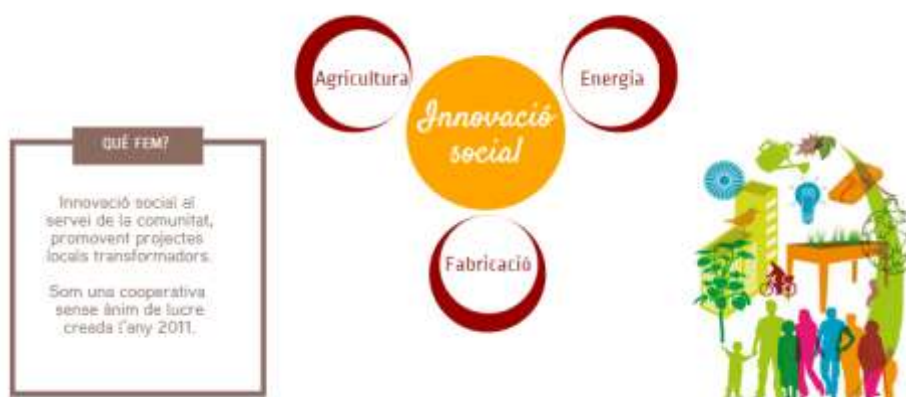 Agricultura
Energia
Innovació
social
Fabricació
QUÈ FEM?
Innovació social al
servei de la comunitat,
promovent projectes
locals transformadors.
Som una cooperativa
sense ànim de lucre
creada l'any 2011.